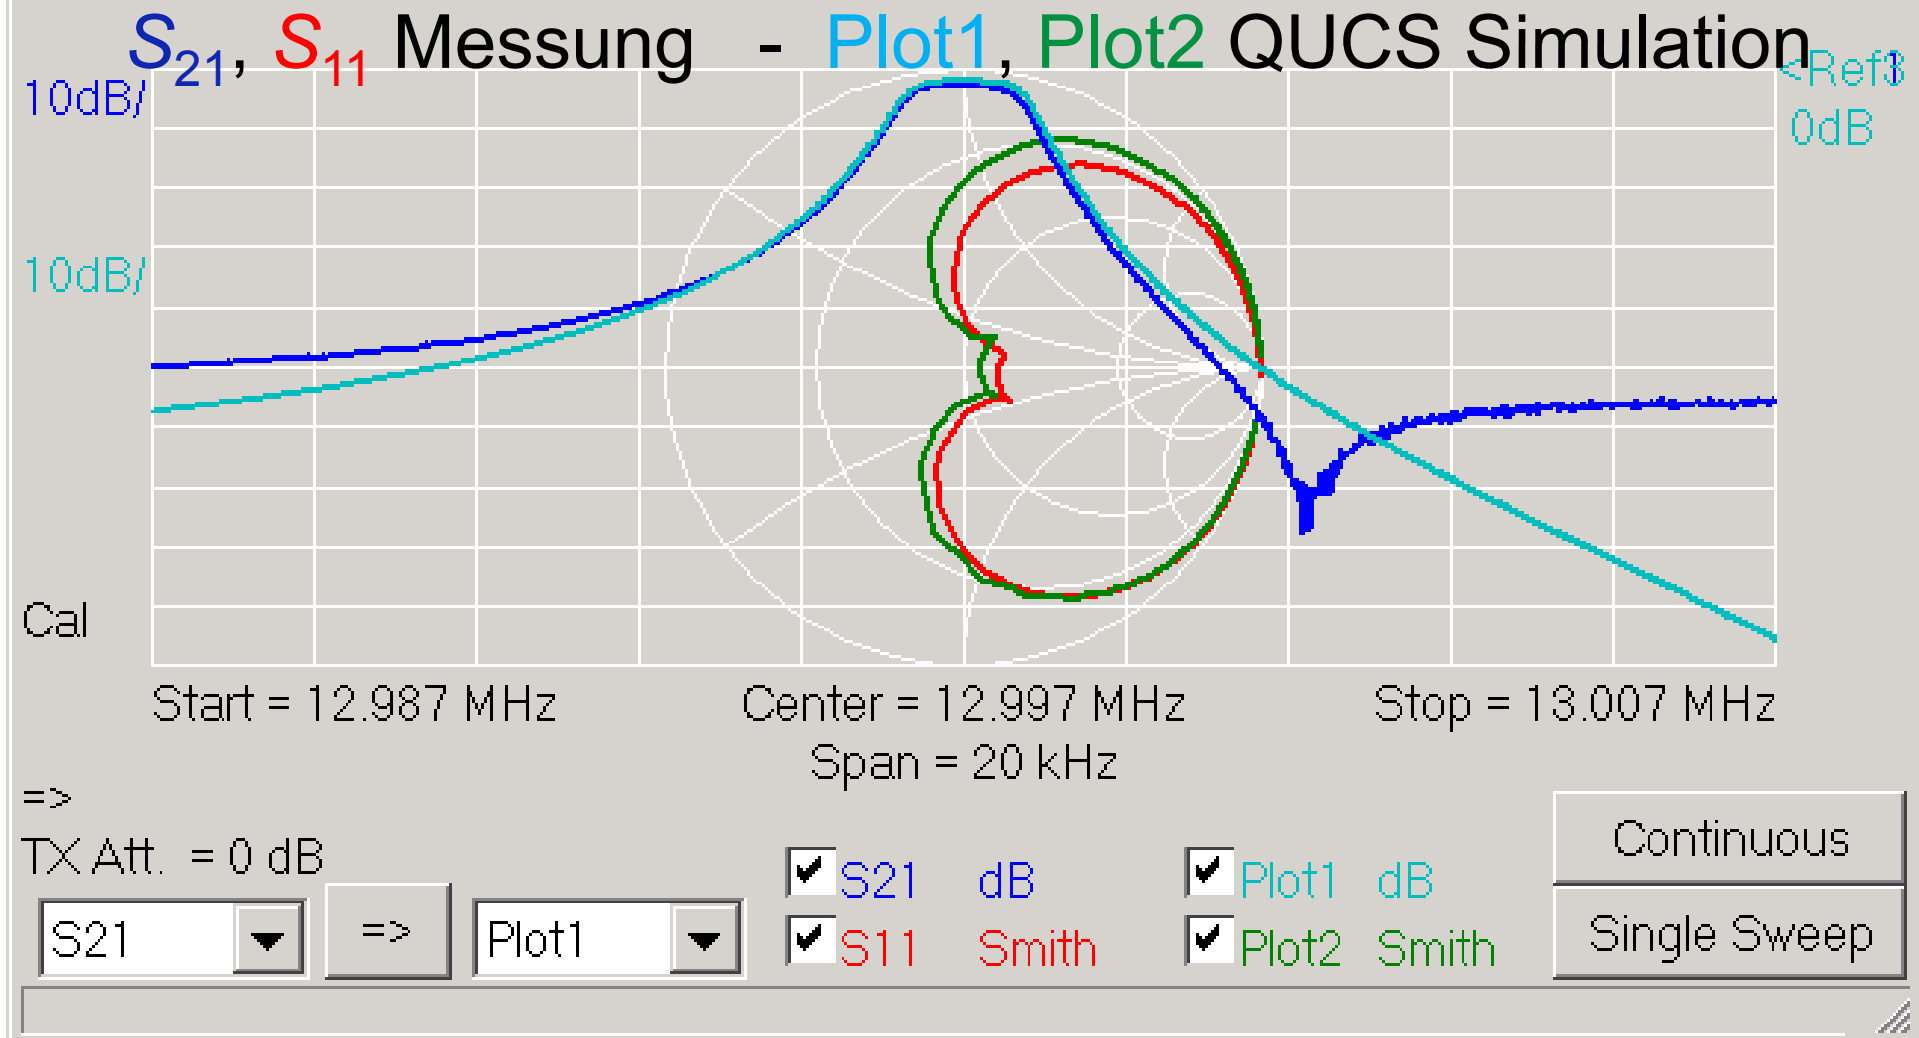 S21, S11 Messung - Plot1, Plot2 QUCS Simulation
10dB/
<Ref3
0dB
10dB/
Cal
Start = 12.987 MHz Center = 12.997 MHz Stop = 13.007 MHz
Span = 20 kHz
=>
TX Att. = 0 dB
Continuous
S21 dB Plot1 dB
S21 => Plot1
S11 Smith Plot2 Smith
Single Sweep